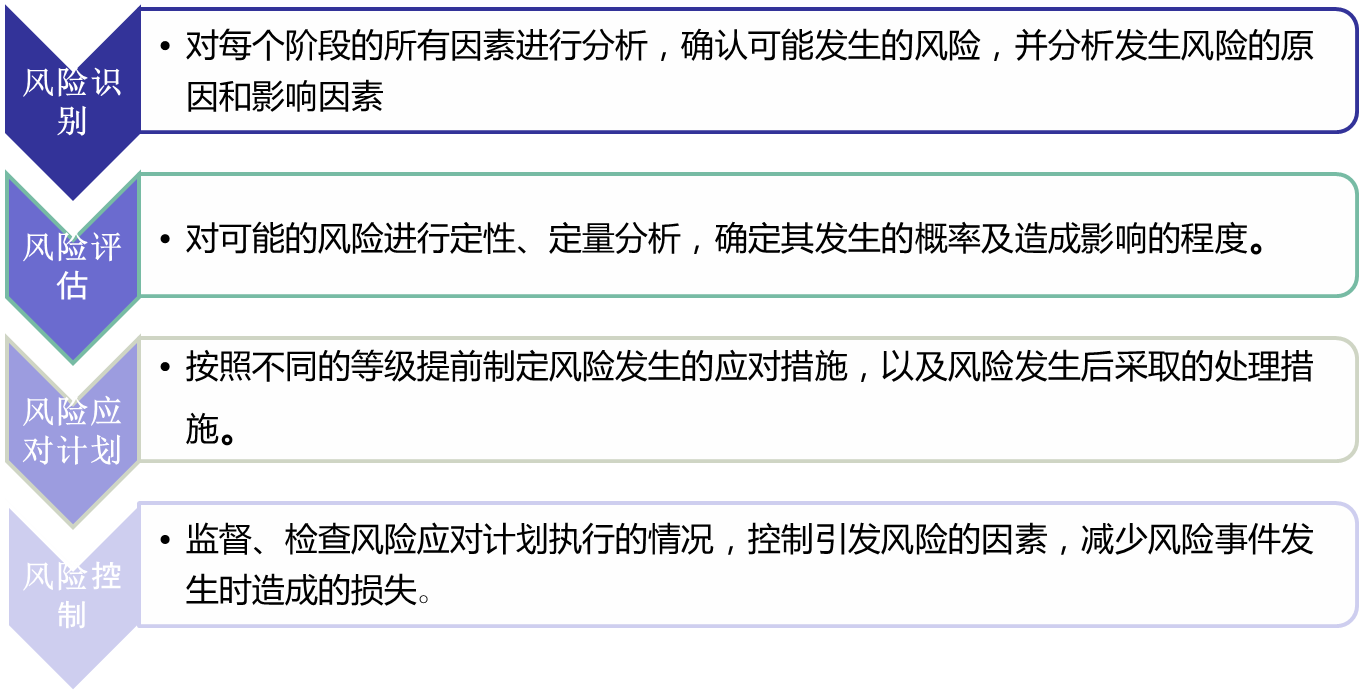 风险识
别
• 对每个阶段的所有因素进行分析，确认可能发生的风险，并分析发生风险的原
因和影响因素
风险评
估
• 对可能的风险进行定性、定量分析，确定其发生的概率及造成影响的程度。
风险应
对计划
• 按照不同的等级提前制定风险发生的应对措施，以及风险发生后采取的处理措
施。
风险控
制
• 监督、检查风险应对计划执行的情况，控制引发风险的因素，减少风险事件发
生时造成的损失。